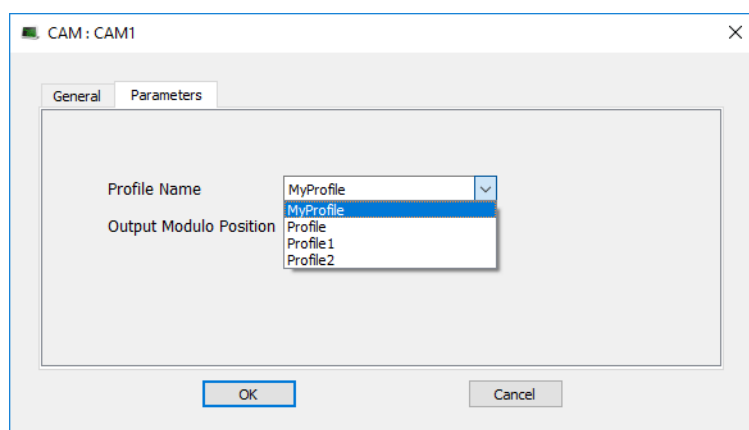 CAM : CAM1
General Parameters
Profile Name MyProfile
MyProfile
Output Modulo Position Profile
Profile1
Profile2
OK Cancel